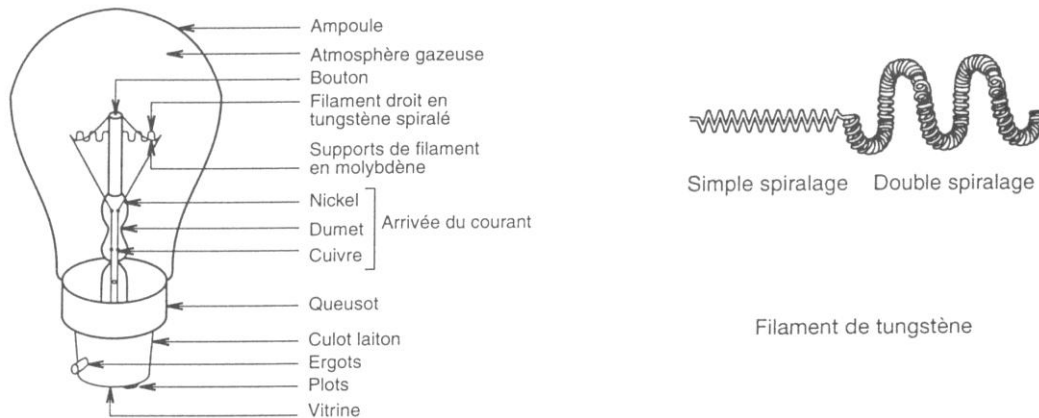 Ampoule
Atmosphère gazeuse
Bouton
Filament droit en
tungstène spiralé
Supports de filament
en molybdène
Nickel
Dumet
Cuivre
Arrivée du courant
Queusot
Culot laiton
Ergots
Plots
Vitrine
Simple spiralage
Double spiralage
Filament de tungstène